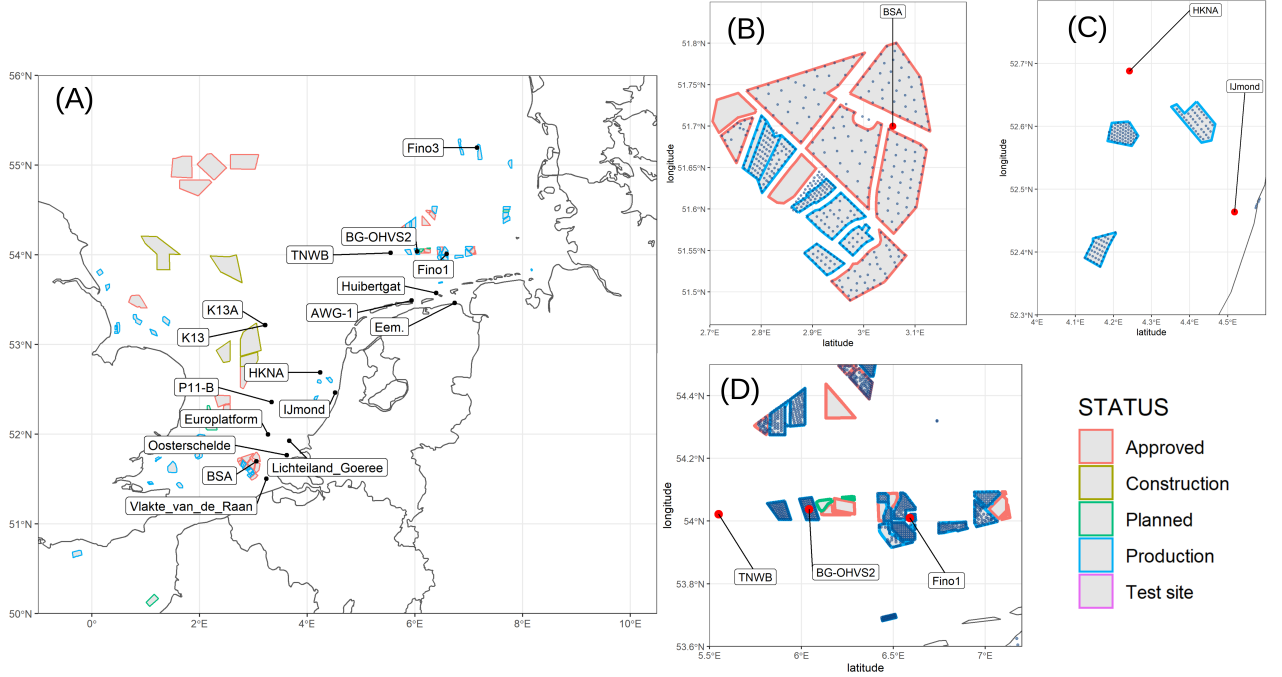 (A)
56°N
55°N
54°N
53°N
52°N
51°N
50°N
0°
2°E
4°E
6°E
8°E
10°E
Fino3
BG-OHVS2
TNWB
Fino1
Huibertgat
AWG-1
Eem.
K13A
K13
HKNA
P11-B
IJmond
Europlatform
Oosterschelde
Lichteiland_Goeree
BSA
Vlakte_van_de_Raan
(B)
BSA
51.8°N
51.75°N
51.7°N
51.65°N
51.6°N
51.55°N
51.5°N
longitude
2.7°E
2.8°E
2.9°E
3°E
3.1°E
latitude
(C)
HKNA
IJmond
52.7°N
52.6°N
52.5°N
52.4°N
52.3°N
longitude
4°E
4.1°E
4.2°E
4.3°E
4.4°E
4.5°E
latitude
(D)
54.4°N
54.2°N
54°N
53.8°N
53.6°N
longitude
TNWB
BG-OHVS2
Fino1
5.5°E
6°E
6.5°E
7°E
latitude
STATUS
Approved
Construction
Planned
Production
Test site